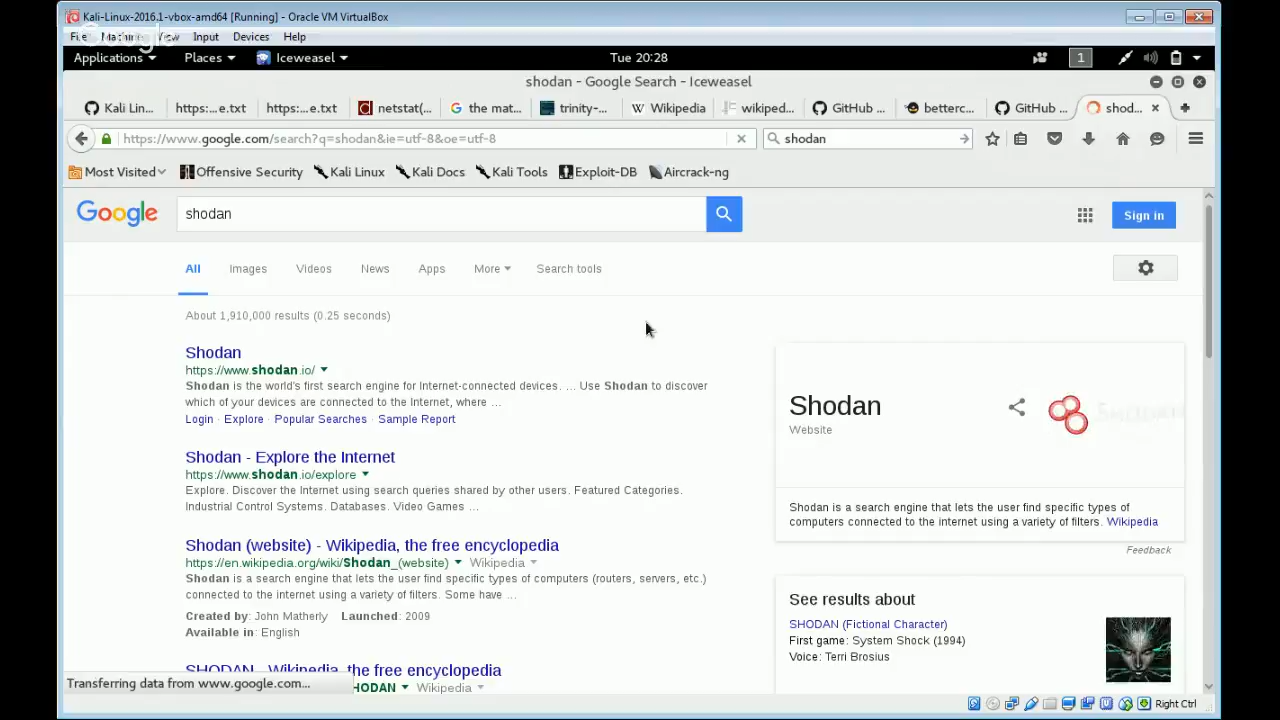 Kali-Linux-2016.1-vbox-amd64 [Running] - Oracle VM VirtualBox
File Machine View Input Devices Help
Google
Applications Places Iceweasel Tue 20:28 1
shodan - Google Search - Iceweasel
Kali Lin... https:...e.txt https:...e.txt netstat(... the mat... trinity-... Wikipedia wikiped... GitHub ... betterc... GitHub ... shod...
https://www.google.com/search?q=shodan&ie=utf-8&oe=utf-8 shodan
Most Visited Offensive Security Kali Linux Kali Docs Kali Tools Exploit-DB Aircrack-ng
Google shodan Sign in
All Images Videos News Apps More Search tools
About 1,910,000 results (0.25 seconds)
Shodan
https://www.shodan.io/
Shodan is the world's first search engine for Internet-connected devices. ... Use Shodan to discover
which of your devices are connected to the Internet, where ...
Login · Explore · Popular Searches · Sample Report
Shodan - Explore the Internet
https://www.shodan.io/explore
Explore. Discover the Internet using search queries shared by other users. Featured Categories.
Industrial Control Systems. Databases. Video Games ...
Shodan (website) - Wikipedia, the free encyclopedia
https://en.wikipedia.org/wiki/Shodan_(website) Wikipedia
Shodan is a search engine that lets the user find specific types of computers (routers, servers, etc.)
connected to the internet using a variety of filters. Some have ...
Created by: John Matherly Launched: 2009
Available in: English
SHODAN - Wikipedia, the free encyclopedia
HODAN Wikipedia
Shodan
Website
SHODAN
Shodan is a search engine that lets the user find specific types of
computers connected to the internet using a variety of filters. Wikipedia
Feedback
See results about
SHODAN (Fictional Character)
First game: System Shock (1994)
Voice: Terri Brosius
Transferring data from www.google.com...
Right Ctrl